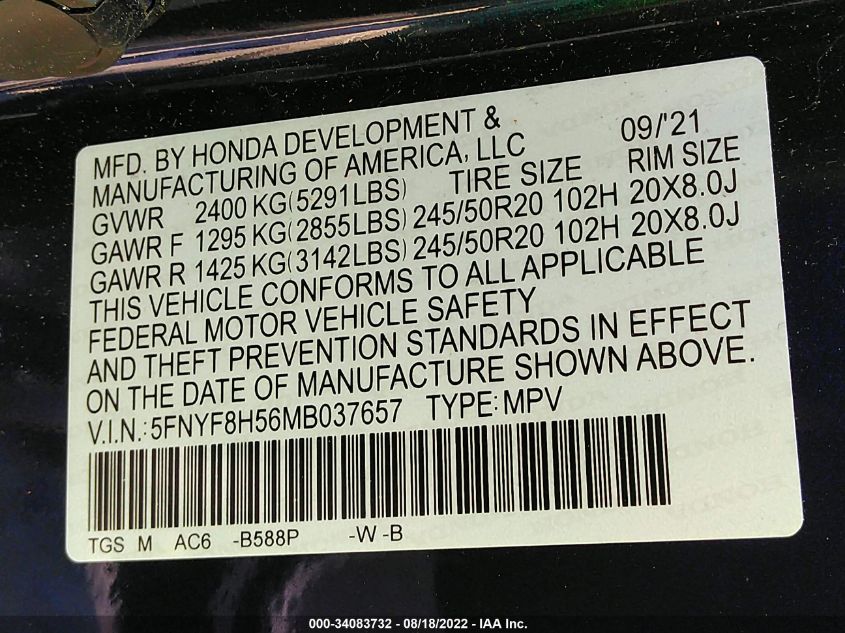 MFD. BY HONDA DEVELOPMENT &
MANUFACTURING OF AMERICA, LLC 09/'21
GVWR 2400 KG(5291LBS) TIRE SIZE RIM SIZE
GAWR F 1295 KG(2855LBS) 245/50R20 102H 20X8.0J
GAWR R 1425 KG(3142LBS) 245/50R20 102H 20X8.0J
THIS VEHICLE CONFORMS TO ALL APPLICABLE
FEDERAL MOTOR VEHICLE SAFETY
AND THEFT PREVENTION STANDARDS IN EFFECT
ON THE DATE OF MANUFACTURE SHOWN ABOVE.
V.I.N.:5FNYF8H56MB037657 TYPE:MPV
TGS M AC6 -B588P -W -B
000-34083732 - 08/18/2022 - IAA Inc.